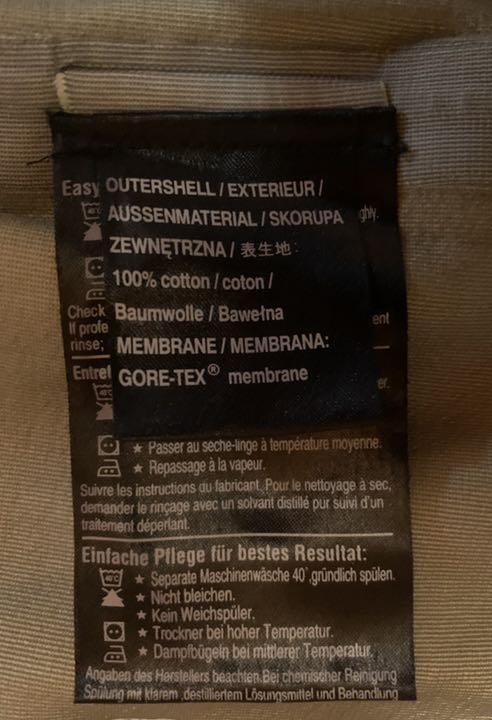 OUTERSHELL / EXTERIEUR /
AUSSENMATERIAL / SKORUPA
ZEWNĘTRZNA / 表生地:
100% cotton / coton /
Baumwolle / Bawełna
MEMBRANE / MEMBRANA:
GORE-TEX® membrane
Easy
Check
If
rinse;
★ Passer au seche-linge à température moyenne.
★ Repassage à la vapeur.
Suivre les instructions du fabricant. Pour le nettoyage à sec,
demander le rinçage avec un solvant distillé pur suivi d'un
traitement déperlant.
Einfache Pflege für bestes Resultat:
40°C ★ Separate Maschinenwäsche 40°,gründlich spülen.
★ Nicht bleichen.
★ Kein Weichspüler.
★ Trockner bei hoher Temperatur.
★ Dampfbügeln bei mittlerer Temperatur.
Angaben des Herstellers beachten.Bei chemischer Reinigung
Spülung mit klarem ,destilliertem Lösungsmittel und Behandlung